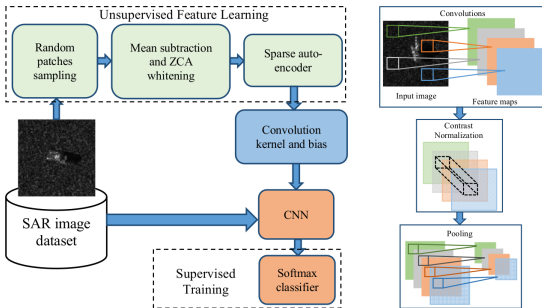 Unsupervised Feature Learning
Random
patches
sampling
Mean subtraction
and ZCA
whitening
Sparse auto-
encoder
Convolution
kernel and bias
SAR image
dataset
CNN
Supervised
Training
Softmax
classifier
Convolutions
Input image
Feature maps
Contrast
Normalization
Pooling